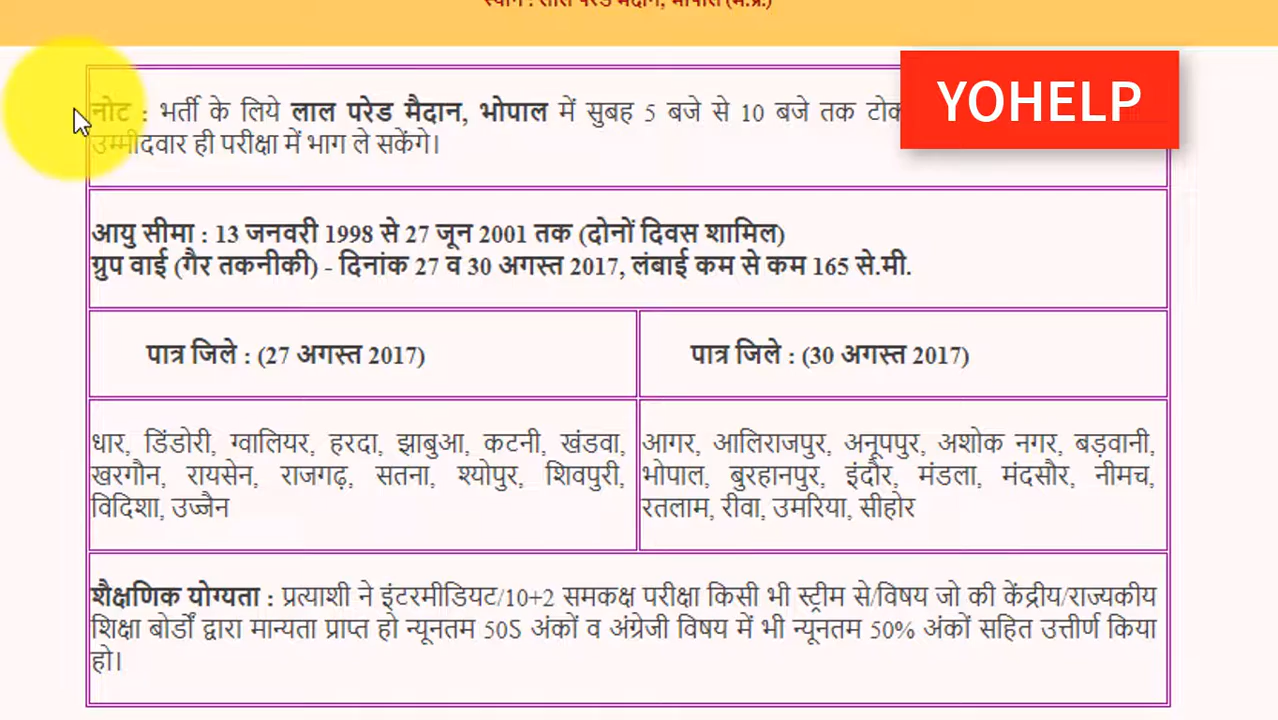 स्थान : लाल परेड मैदान, भोपाल (म.प्र.)
YOHELP
नोट : भर्ती के लिये लाल परेड मैदान, भोपाल में सुबह 5 बजे से 10 बजे तक
उम्मीदवार ही परीक्षा में भाग ले सकेंगे।
आयु सीमा : 13 जनवरी 1998 से 27 जून 2001 तक (दोनों दिवस शामिल)
ग्रुप वाई (गैर तकनीकी) - दिनांक 27 व 30 अगस्त 2017, लंबाई कम से कम 165 से.मी.
पात्र जिले : (27 अगस्त 2017)
पात्र जिले : (30 अगस्त 2017)
धार, डिंडोरी, ग्वालियर, हरदा, झाबुआ, कटनी, खंडवा,
खरगौन, रायसेन, राजगढ़, सतना, श्योपुर, शिवपुरी,
विदिशा, उज्जैन
आगर, आलिराजपुर, अनूपपुर, अशोक नगर, बड़वानी,
भोपाल, बुरहानपुर, इंदौर, मंडला, मंदसौर, नीमच,
रतलाम, रीवा, उमरिया, सीहोर
शैक्षणिक योग्यता : प्रत्याशी ने इंटरमीडियट/10+2 समकक्ष परीक्षा किसी भी स्ट्रीम से/विषय जो की केंद्रीय/राज्यकीय
शिक्षा बोर्डों द्वारा मान्यता प्राप्त हो न्यूनतम 50S अंकों व अंग्रेजी विषय में भी न्यूनतम 50% अंकों सहित उत्तीर्ण किया
हो।